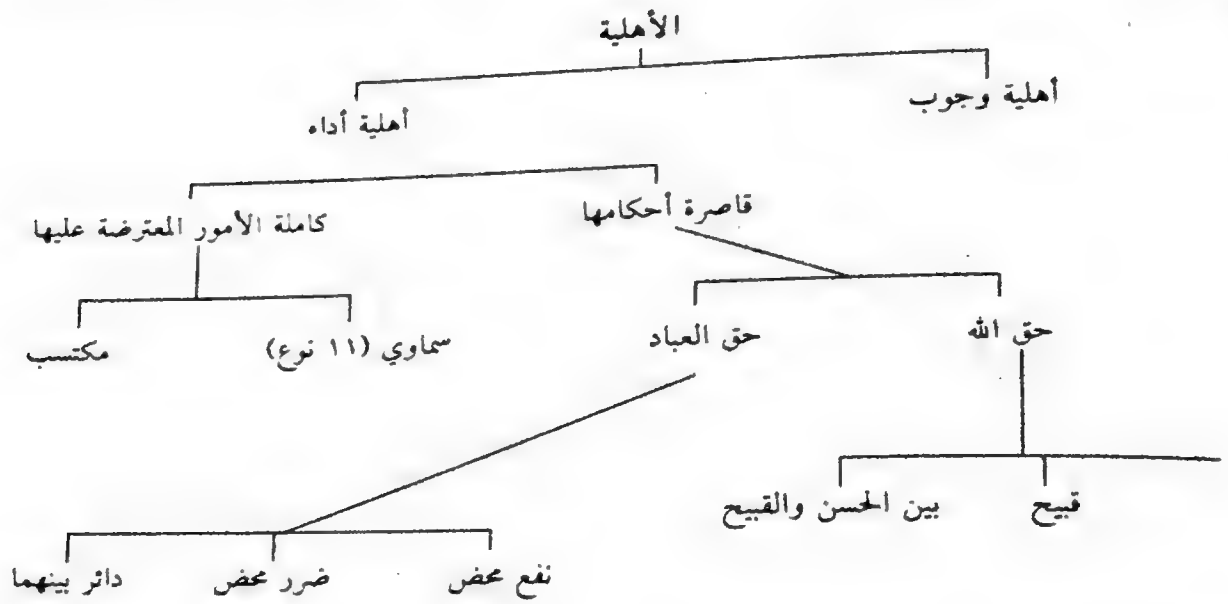 الأهلية
أهلية وجوب
أهلية أداء
قاصرة أحكامها
كاملة الأمور المعترضة عليها
حق الله
حق العباد
سماوي (١١ نوع)
مكتسب
قبيح
بين الحسن والقبيح
نفع محض
ضرر محض
دائر بينهما